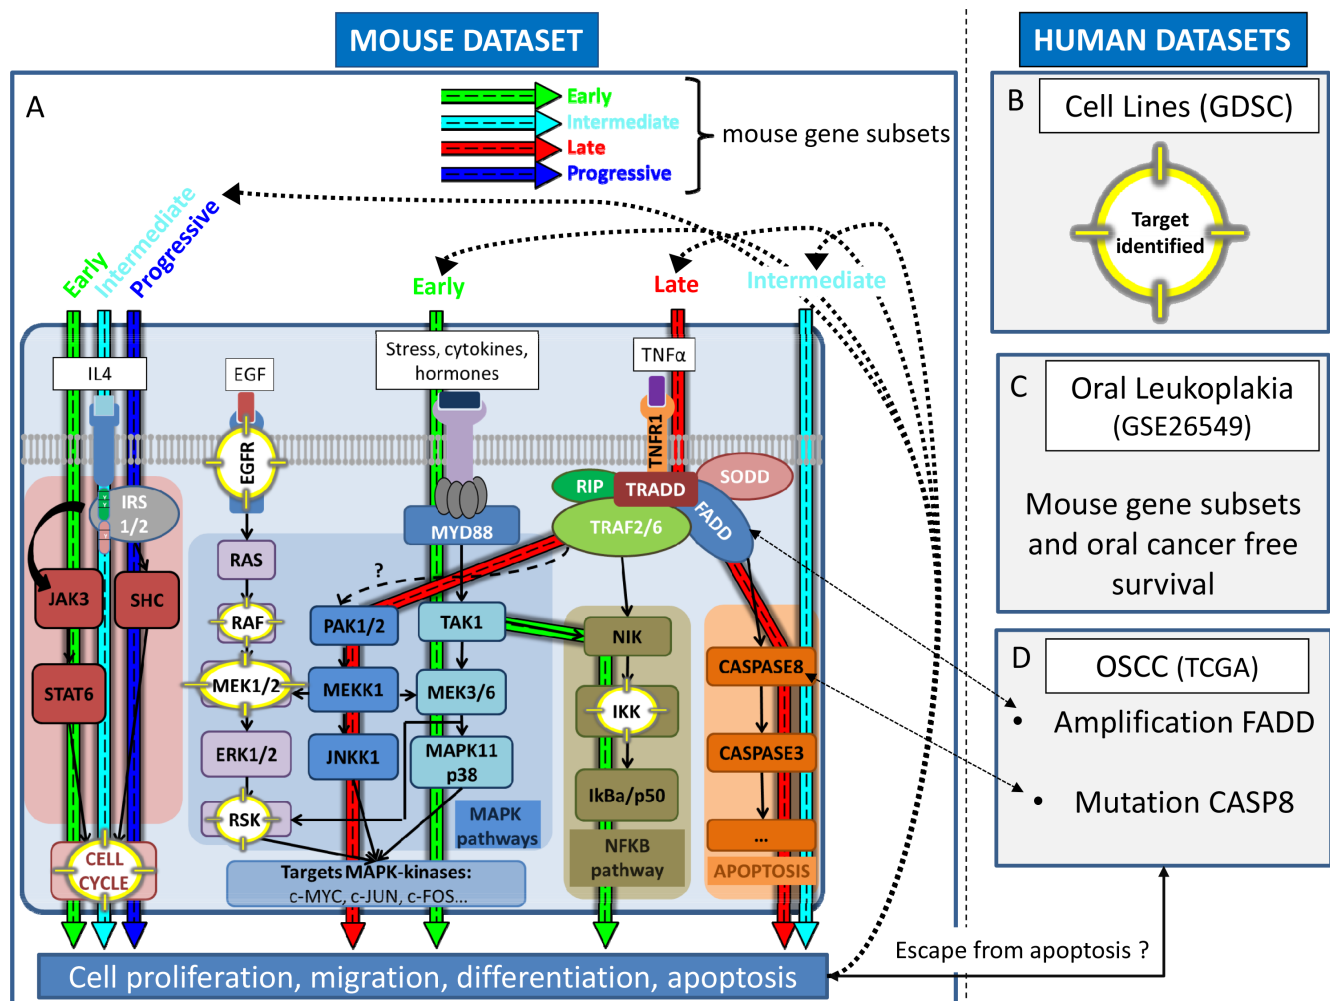 MOUSE DATASET
HUMAN DATASETS
A
Early
Intermediate
Late
Progressive
mouse gene subsets
Early
Intermediate
Progressive
Early
Late
Intermediate
IL4
EGF
Stress, cytokines,
hormones
TNFα
EGFR
TNFR1
IRS
1/2
RIP
TRADD
SODD
TRAF2/6
FADD
MYD88
RAS
?
JAK3
SHC
RAF
PAK1/2
TAK1
NIK
CASPASE8
STAT6
MEK1/2
MEKK1
MEK3/6
IKK
ERK1/2
JNKK1
MAPK11
p38
CASPASE3
IkBa/p50
RSK
MAPK
pathways
...
NFKB
pathway
APOPTOSIS
CELL
CYCLE
Targets MAPK-kinases:
c-MYC, c-JUN, c-FOS...
Cell proliferation, migration, differentiation, apoptosis
Escape from apoptosis ?
B
Cell Lines (GDSC)
Target
identified
C
Oral Leukoplakia
(GSE26549)
Mouse gene subsets
and oral cancer free
survival
D
OSCC (TCGA)
• Amplification FADD
• Mutation CASP8